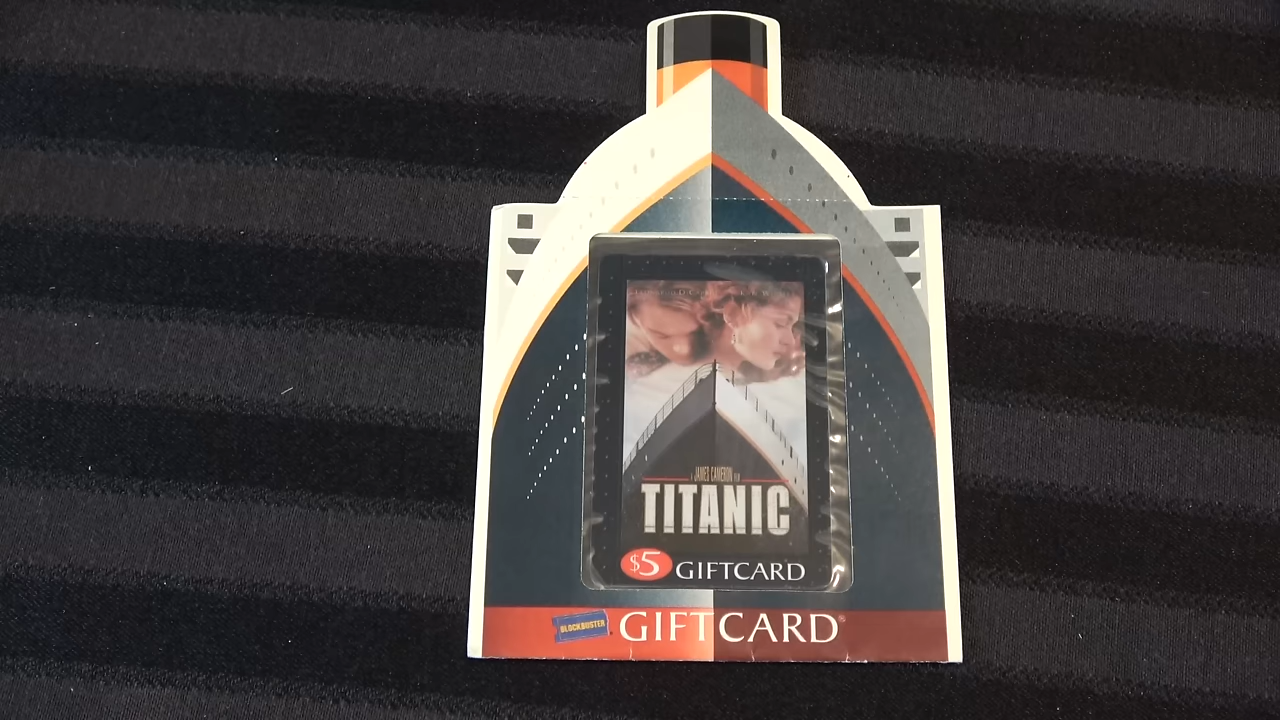 A JAMES CAMERON FILM
TITANIC
$5 GIFTCARD
BLOCKBUSTER GIFTCARD